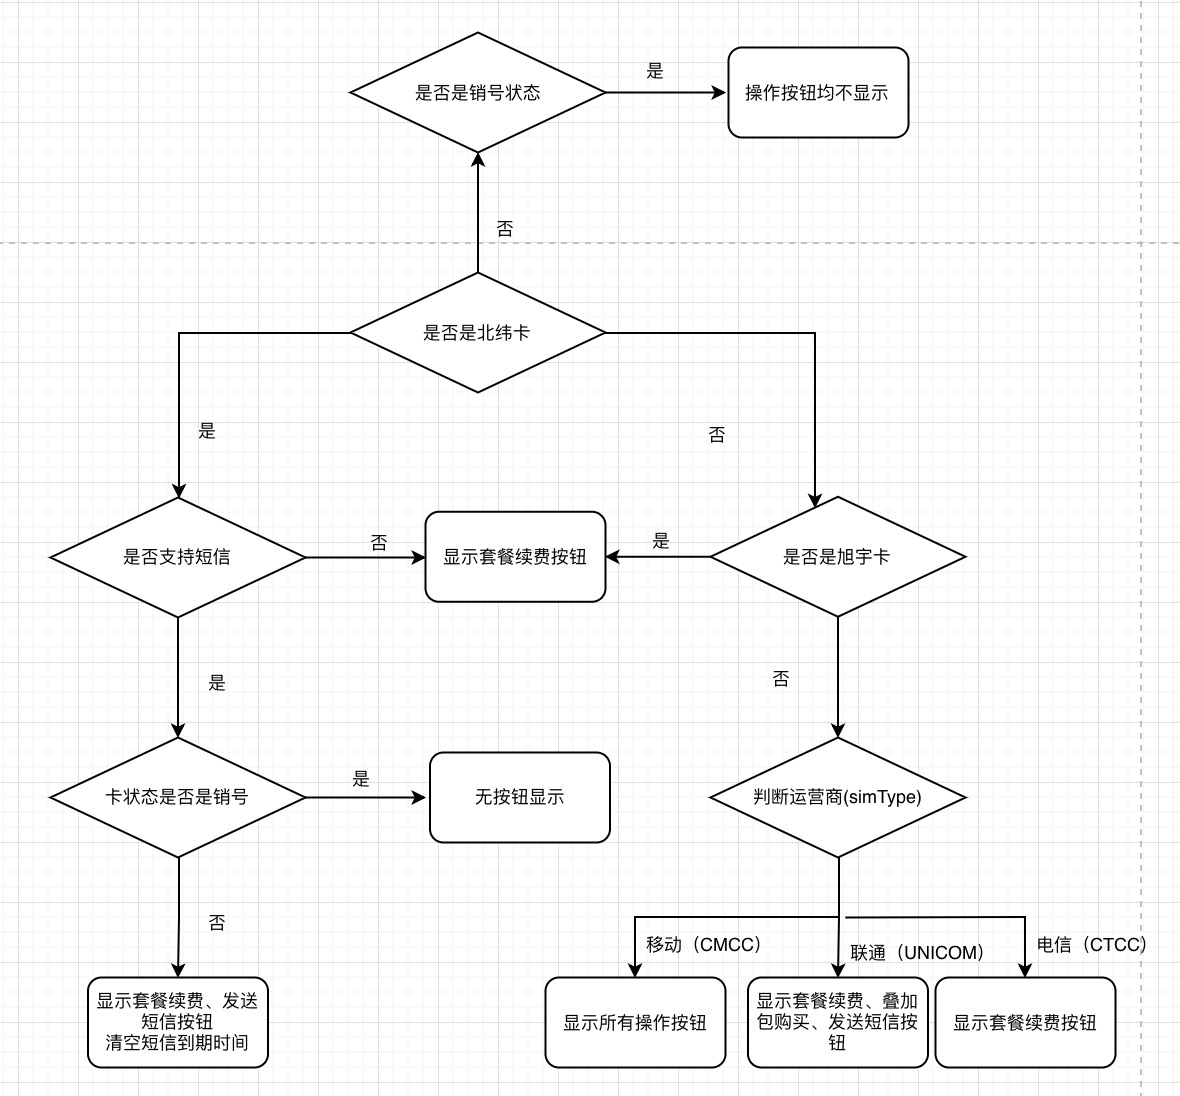 是否是销号状态
是
操作按钮均不显示
否
是否是北纬卡
是
否
是否支持短信
否
显示套餐续费按钮
是
是否是旭宇卡
是
否
卡状态是否是销号
是
无按钮显示
判断运营商(simType)
否
移动（CMCC）
联通（UNICOM）
电信（CTCC）
显示套餐续费、发送
短信按钮
清空短信到期时间
显示所有操作按钮
显示套餐续费、叠加
包购买、发送短信按
钮
显示套餐续费按钮